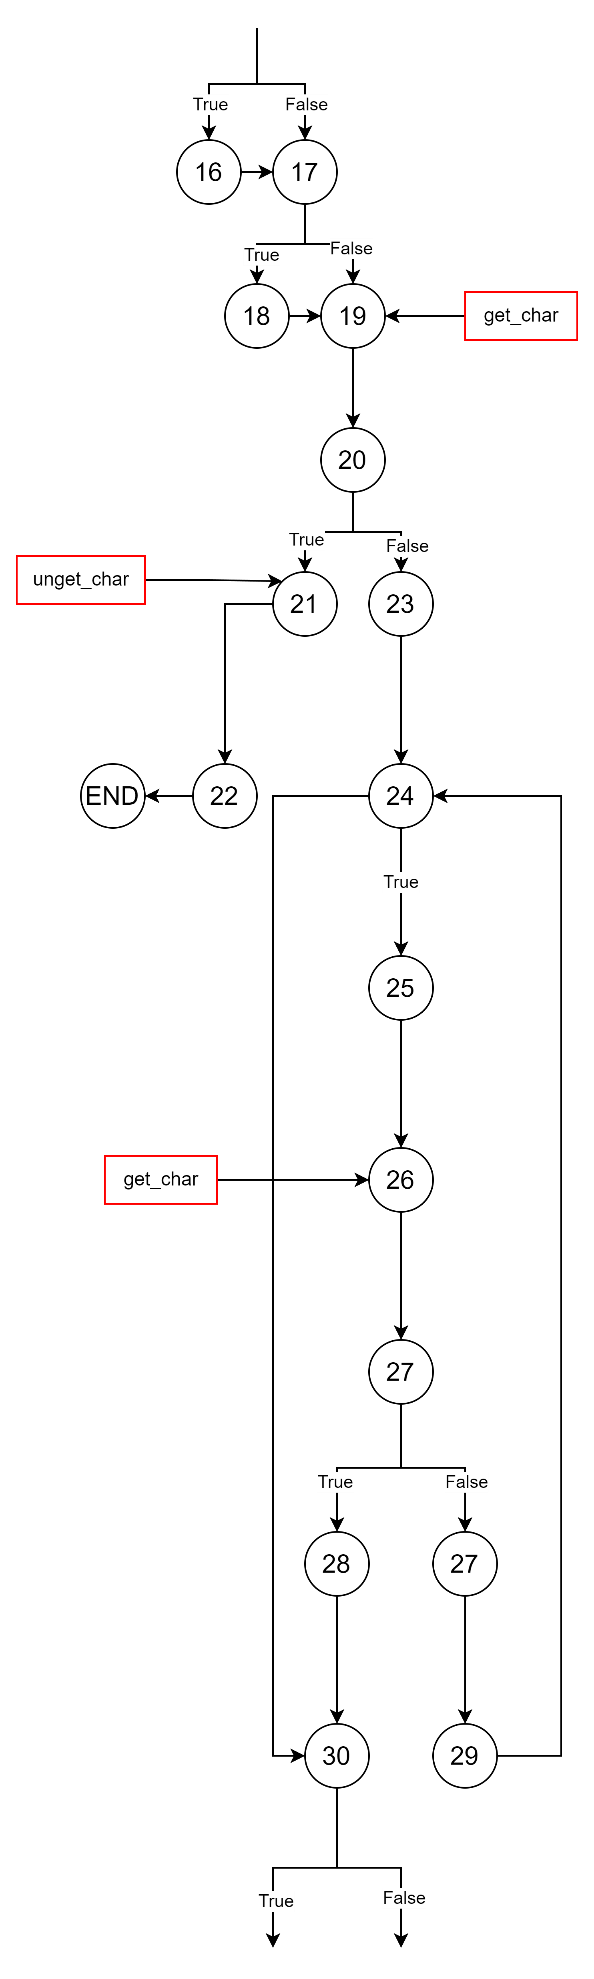 True
False
16
17
True
False
18
19
get_char
20
True
False
unget_char
21
23
END
22
24
True
25
get_char
26
27
True
False
28
27
30
29
True
False